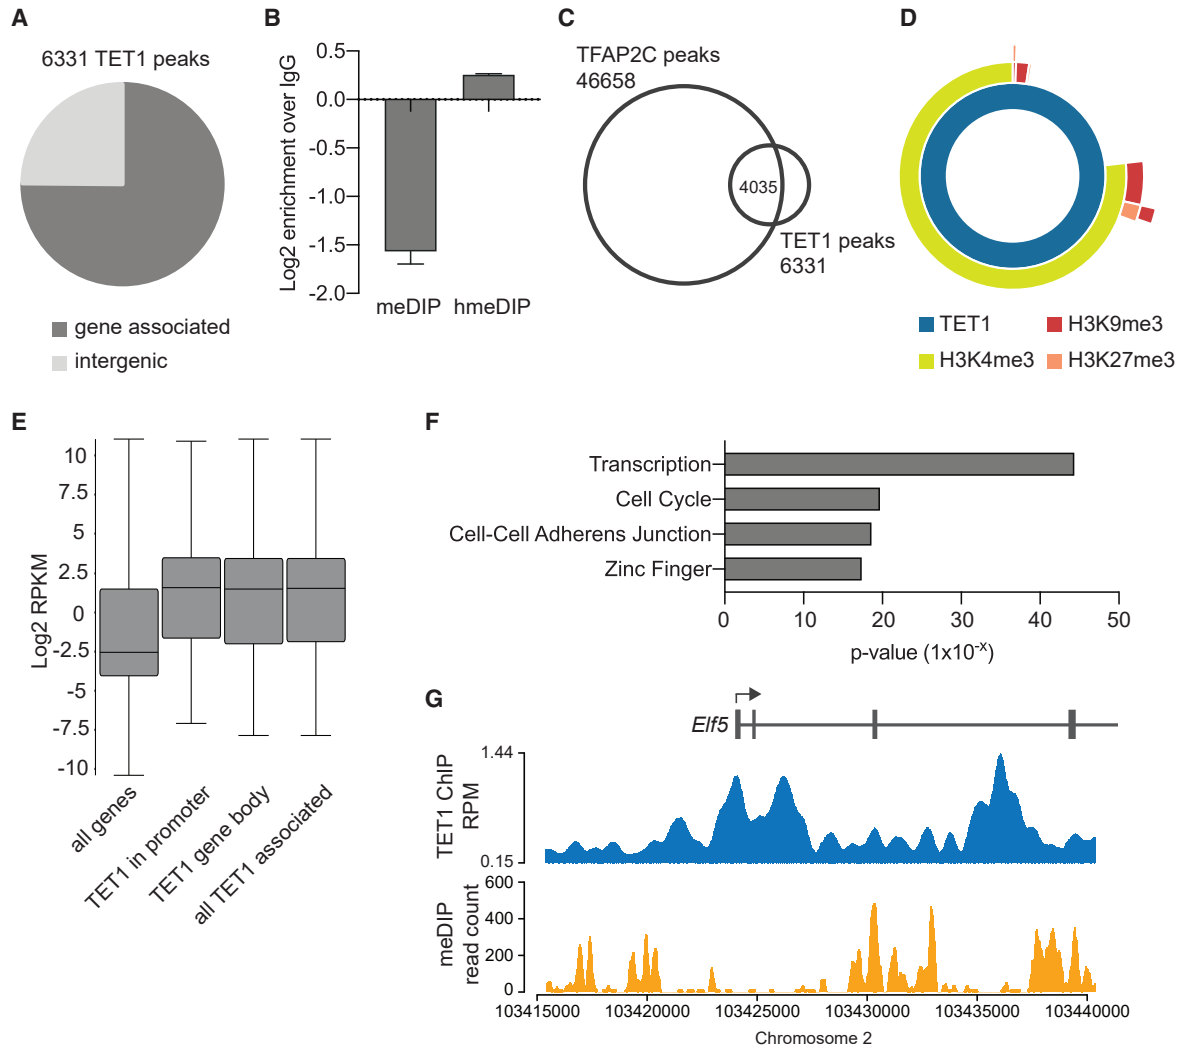 A
6331 TET1 peaks
gene associated
intergenic
B
Log2 enrichment over IgG
0.5
0.0
-0.5
-1.0
-1.5
-2.0
meDIP
hmeDIP
C
TFAP2C peaks
46658
4035
TET1 peaks
6331
D
TET1
H3K9me3
H3K4me3
H3K27me3
E
Log2 RPKM
10
7.5
5
2.5
0
-2.5
-5
-7.5
-10
all genes
TET1 in promoter
TET1 gene body
all TET1 associated
F
Transcription
Cell Cycle
Cell-Cell Adherens Junction
Zinc Finger
0
10
20
30
40
50
p-value (1x10⁻ˣ)
G
Elf5
TET1 ChIP
RPM
1.44
0.15
meDIP
read count
600
400
200
0
103415000
103420000
103425000
103430000
103435000
103440000
Chromosome 2